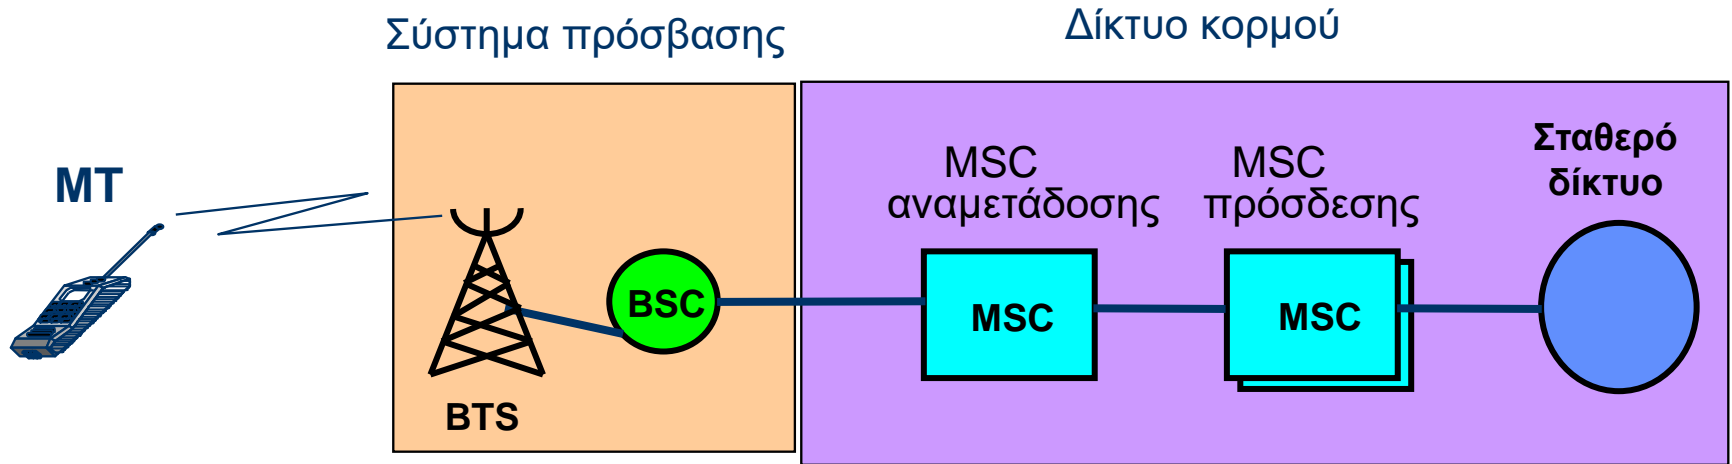 Σύστημα πρόσβασης
Δίκτυο κορμού
MT
MSC
αναμετάδοσης
MSC
πρόσδεσης
Σταθερό
δίκτυο
BTS
BSC
MSC
MSC